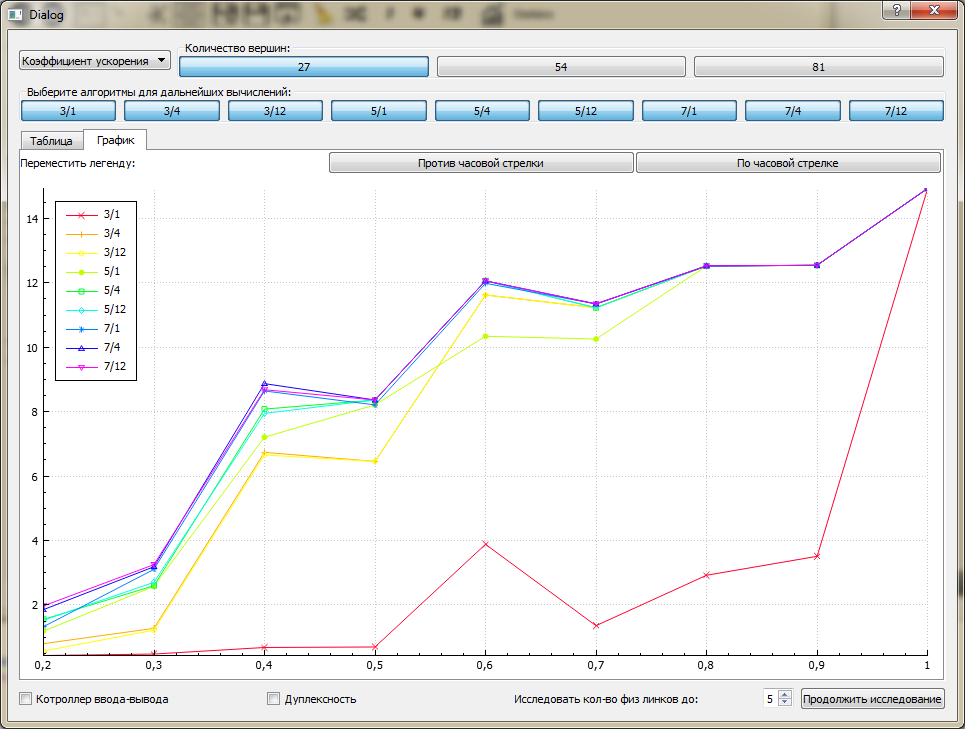 Dialog
Количество вершин:
Коэффициент ускорения
27 54 81
Выберите алгоритмы для дальнейших вычислений:
3/1 3/4 3/12 5/1 5/4 5/12 7/1 7/4 7/12
Таблица График
Переместить легенду: Против часовой стрелки По часовой стрелке
14
12
10
8
6
4
2
3/1
3/4
3/12
5/1
5/4
5/12
7/1
7/4
7/12
0,2 0,3 0,4 0,5 0,6 0,7 0,8 0,9 1
Котроллер ввода-вывода Дуплексность Исследовать кол-во физ линков до: 5 Продолжить исследование